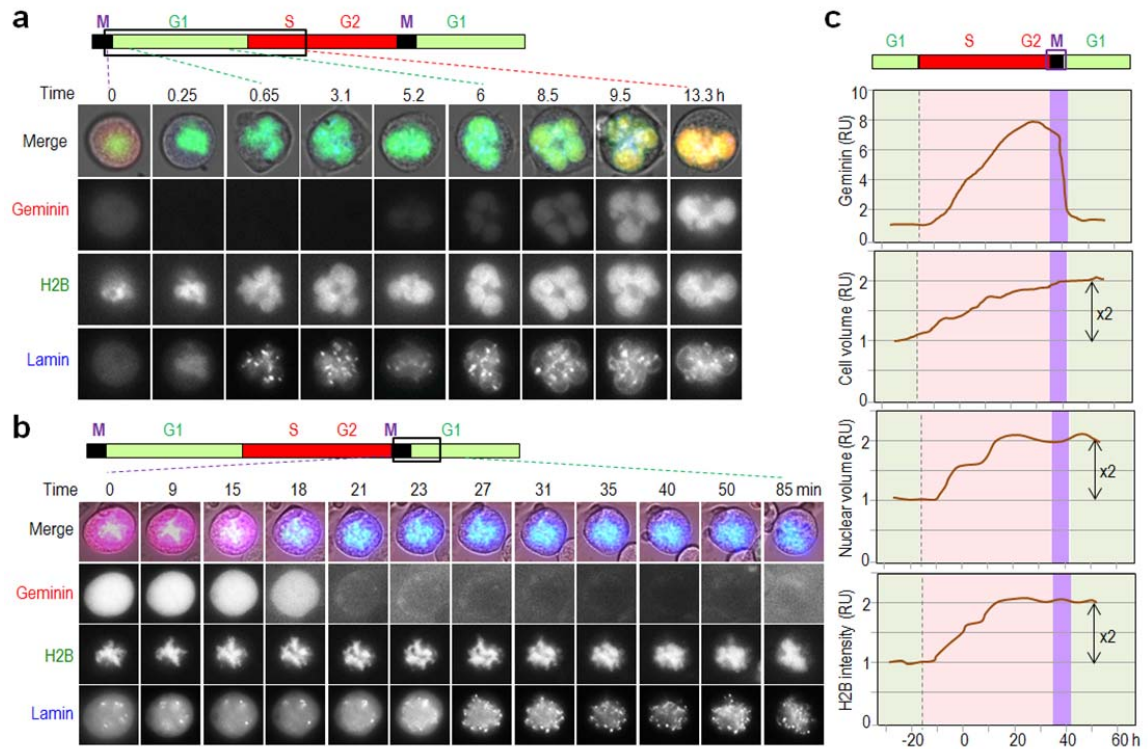 a
M G1 S G2 M G1
Time 0 0.25 0.65 3.1 5.2 6 8.5 9.5 13.3 h
Merge
Geminin
H2B
Lamin
b
M G1 S G2 M G1
Time 0 9 15 18 21 23 27 31 35 40 50 85 min
Merge
Geminin
H2B
Lamin
c
G1 S G2 M G1
10
8
6
4
2
0
Geminin (RU)
2
1
2
Cell volume (RU)
x2
2
1
0
Nuclear volume (RU)
x2
2
1
0
H2B intensity (RU)
x2
-20 0 20 40 60 h